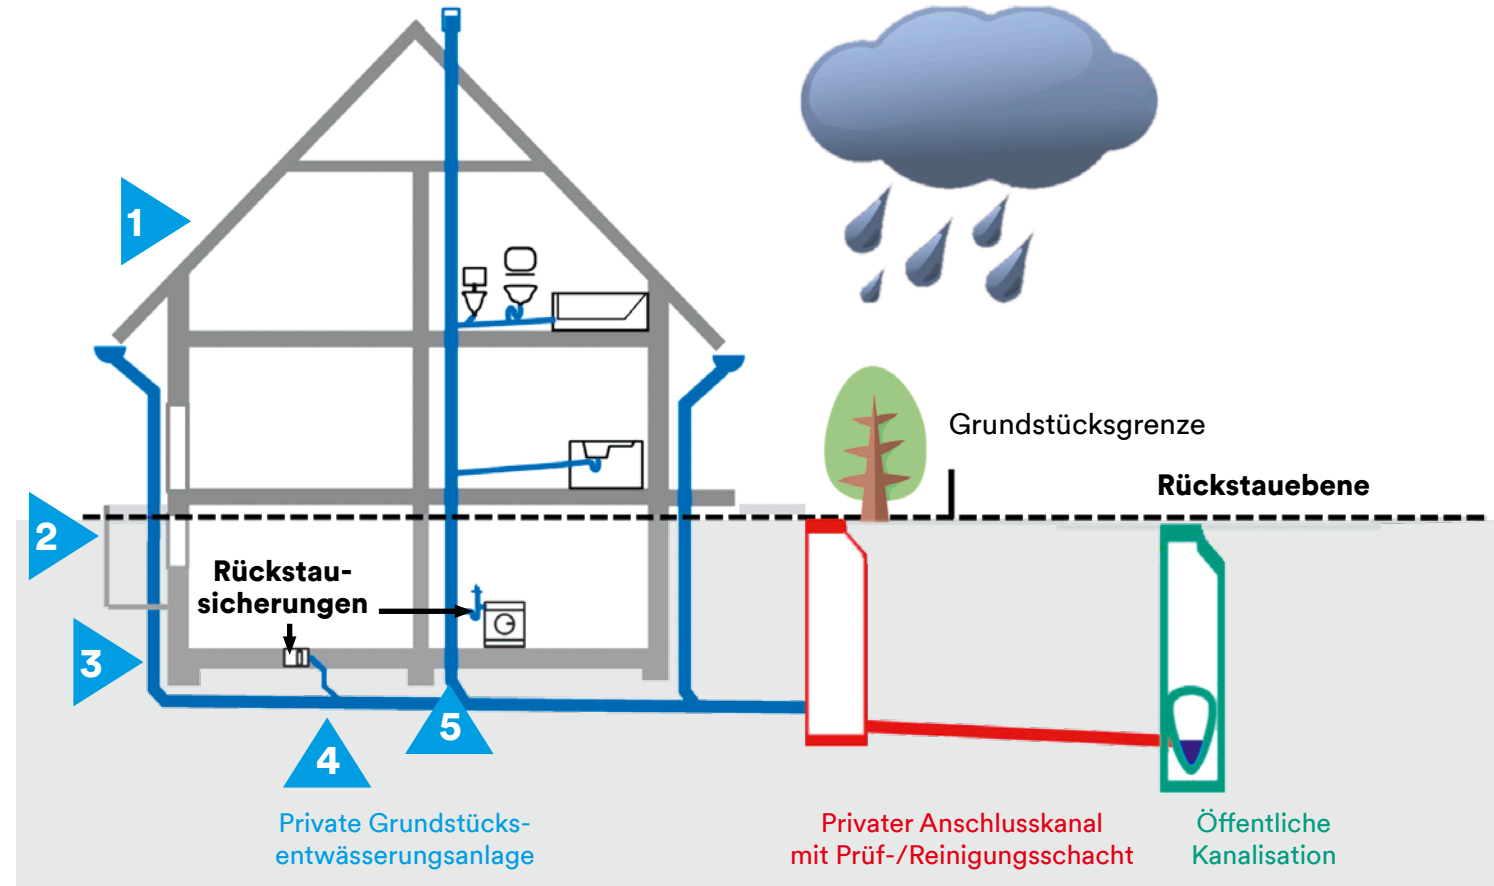 1
Grundstücksgrenze
Rückstauebene
2
Rückstau-
sicherungen
3
5
4
Private Grundstücks-
entwässerungsanlage
Privater Anschlusskanal
mit Prüf-/Reinigungsschacht
Öffentliche
Kanalisation